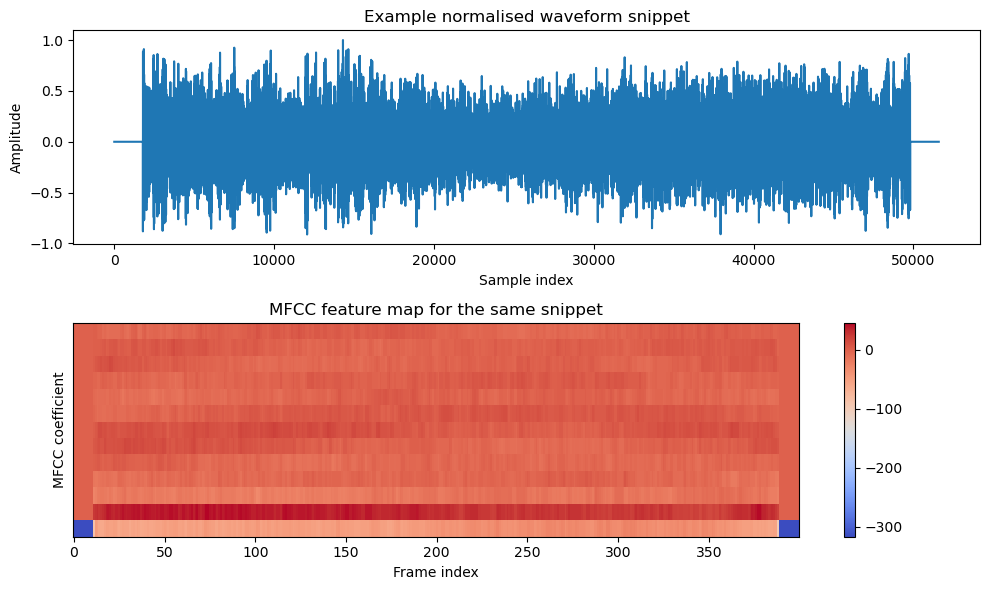 Example normalised waveform snippet
1.0
0.5
0.0
−0.5
−1.0
Amplitude
0 10000 20000 30000 40000 50000
Sample index
MFCC feature map for the same snippet
MFCC coefficient
0 50 100 150 200 250 300 350
Frame index
0
−100
−200
−300